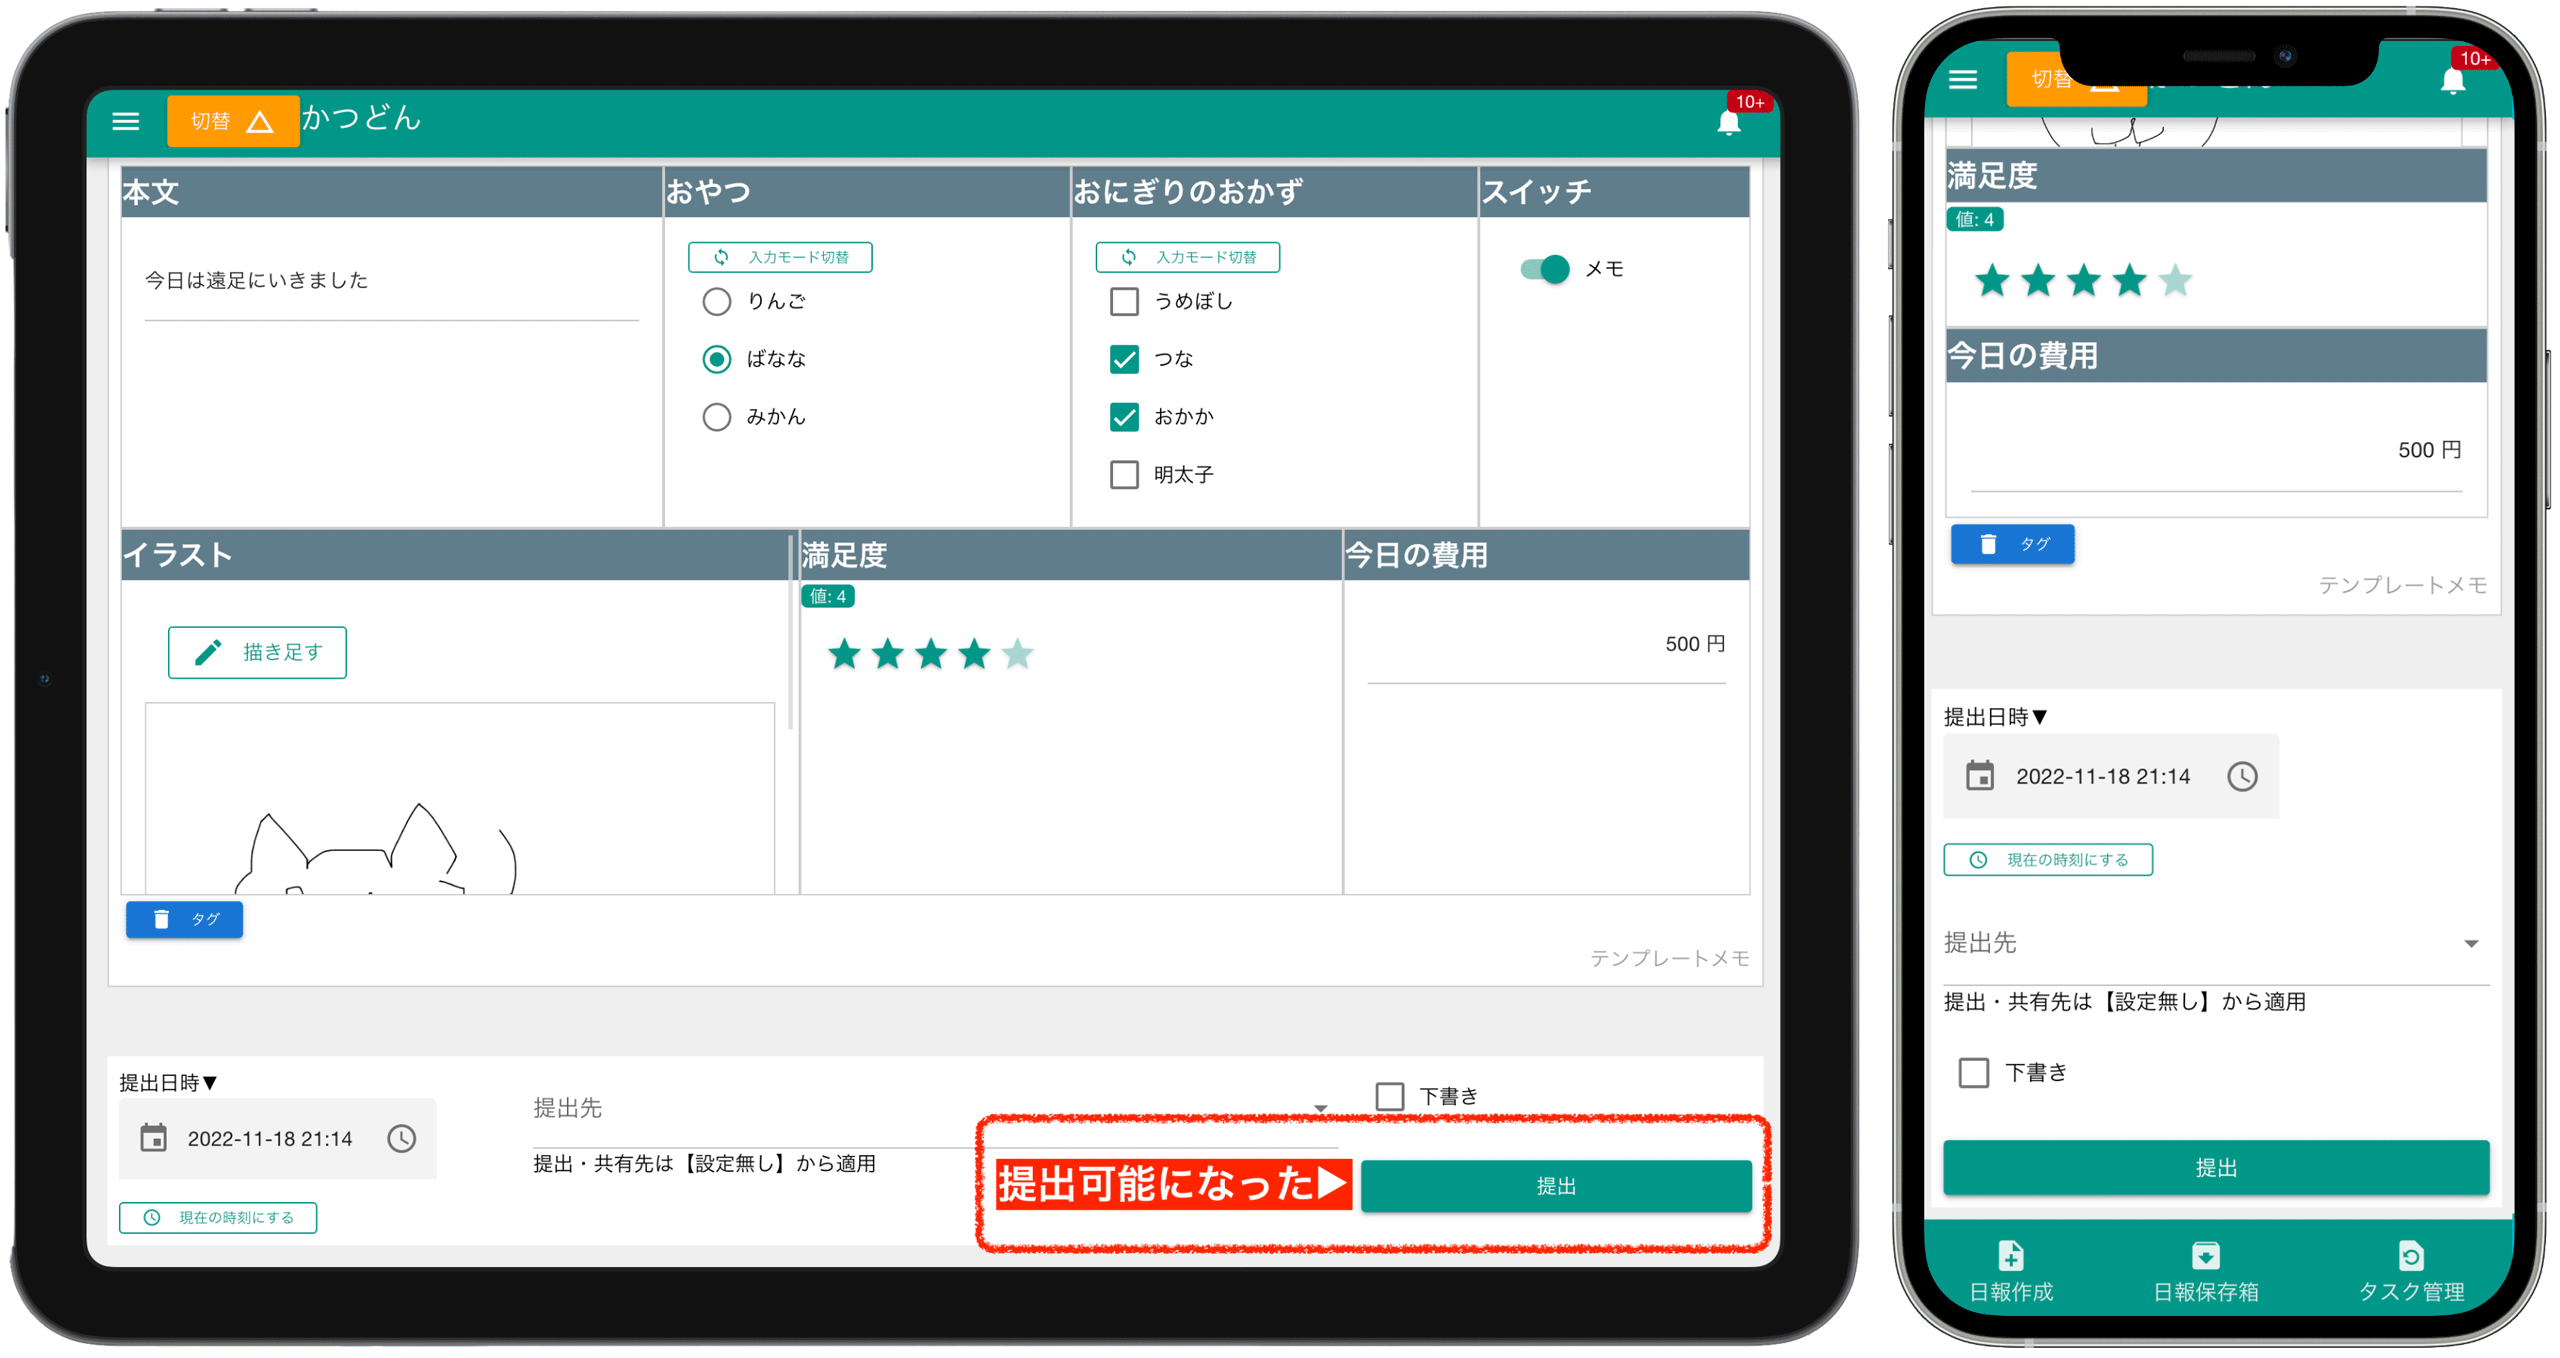 切替
かつどん
10+
本文
おやつ
おにぎりのおかず
スイッチ
今日は遠足にいきました
入力モード切替
りんご
ばなな
みかん
入力モード切替
うめぼし
つな
おかか
明太子
メモ
イラスト
満足度
今日の費用
描き足す
値: 4
500 円
タグ
テンプレートメモ
提出日時▼
2022-11-18 21:14
現在の時刻にする
提出先
提出・共有先は【設定無し】から適用
下書き
提出可能になった▶
提出
切替
10+
満足度
値: 4
今日の費用
500 円
タグ
テンプレートメモ
提出日時▼
2022-11-18 21:14
現在の時刻にする
提出先
提出・共有先は【設定無し】から適用
下書き
提出
日報作成
日報保存箱
タスク管理